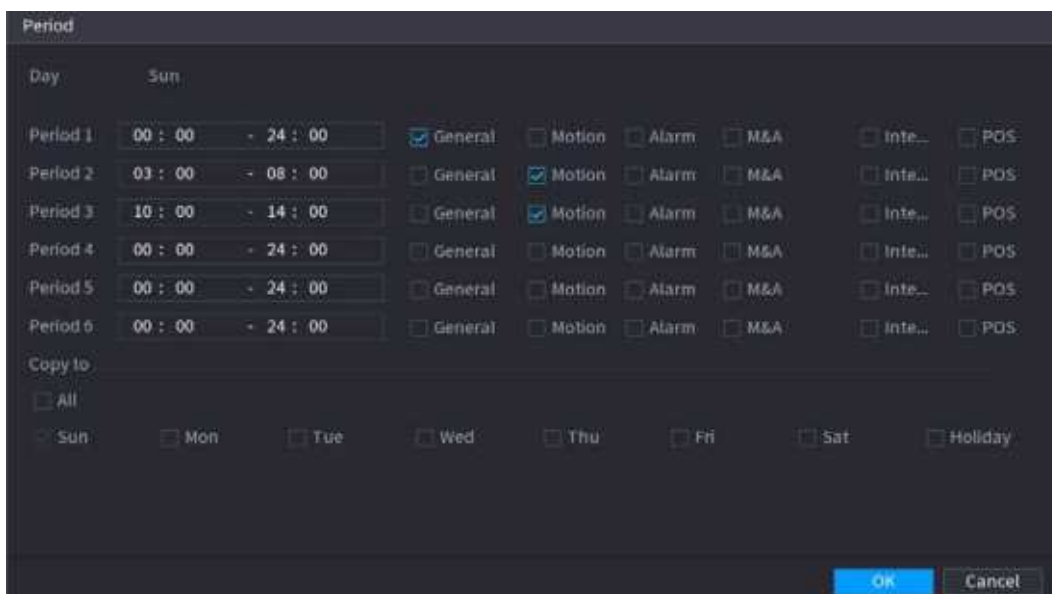 Period
Day Sun
Period 1 00 : 00 - 24 : 00 General Motion Alarm M&A Inte... POS
Period 2 03 : 00 - 08 : 00 General Motion Alarm M&A Inte... POS
Period 3 10 : 00 - 14 : 00 General Motion Alarm M&A Inte... POS
Period 4 00 : 00 - 24 : 00 General Motion Alarm M&A Inte... POS
Period 5 00 : 00 - 24 : 00 General Motion Alarm M&A Inte... POS
Period 6 00 : 00 - 24 : 00 General Motion Alarm M&A Inte... POS
Copy to
All
Sun Mon Tue Wed Thu Fri Sat Holiday
OK Cancel